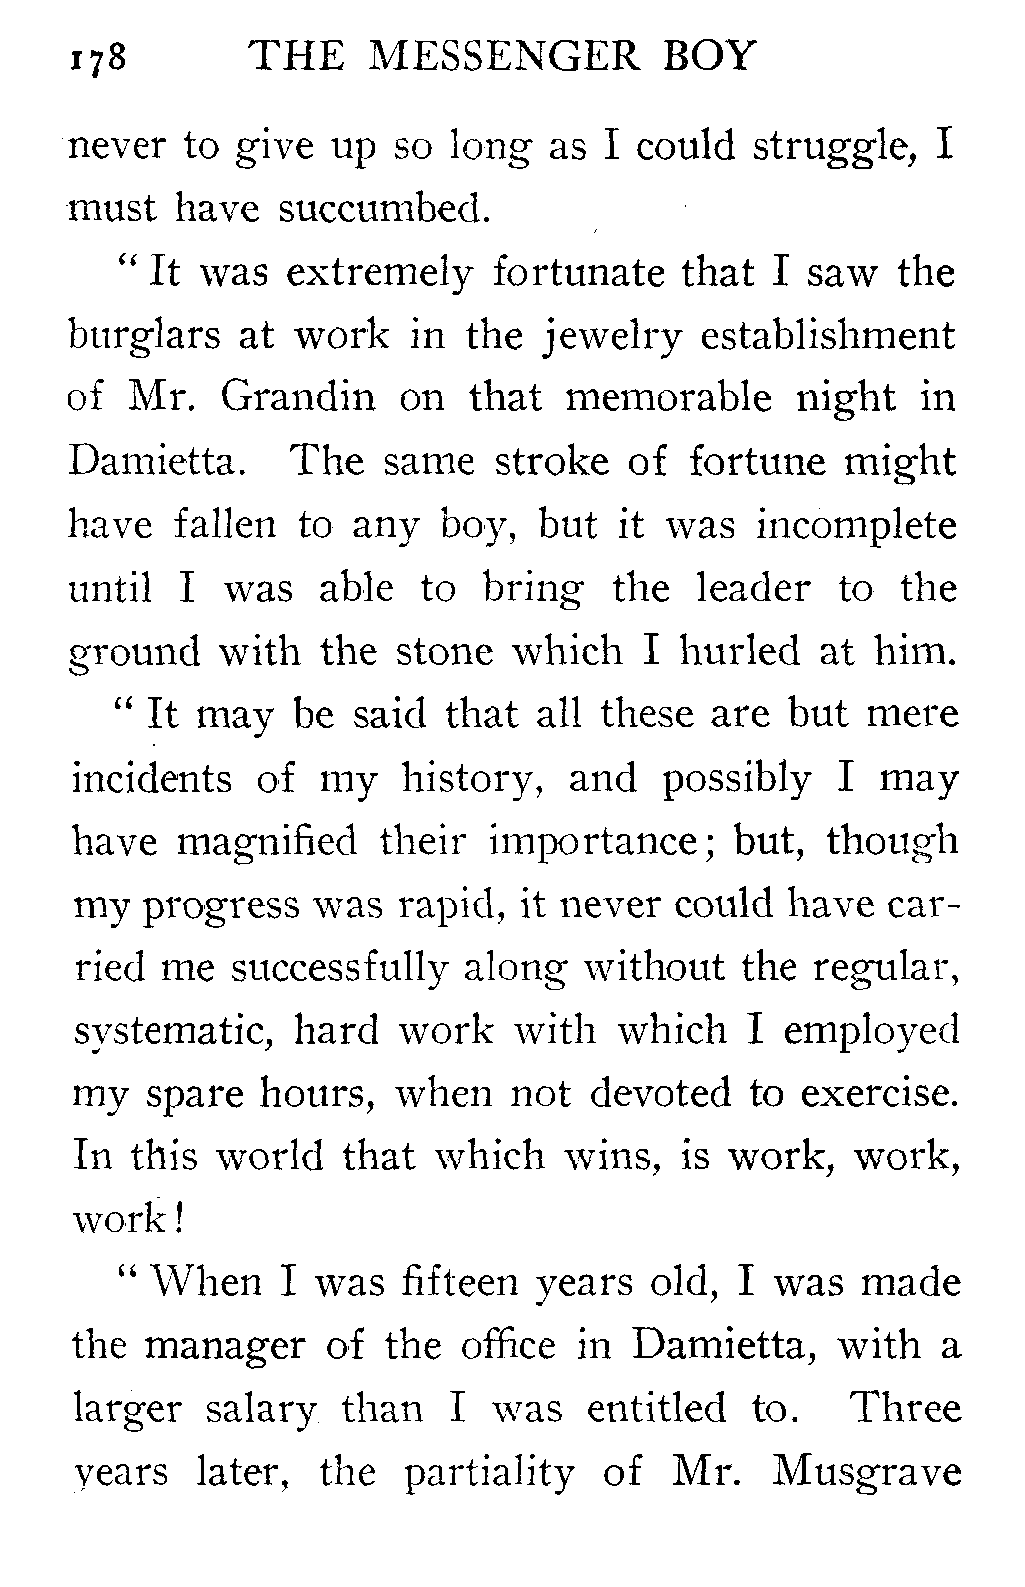 178 THE MESSENGER BOY
never to give up so long as I could struggle, I
must have succumbed.
" It was extremely fortunate that I saw the
burglars at work in the jewelry establishment
of Mr. Grandin on that memorable night in
Damietta. The same stroke of fortune might
have fallen to any boy, but it was incomplete
until I was able to bring the leader to the
ground with the stone which I hurled at him.
" It may be said that all these are but mere
incidents of my history, and possibly I may
have magnified their importance; but, though
my progress was rapid, it never could have car-
ried me successfully along without the regular,
systematic, hard work with which I employed
my spare hours, when not devoted to exercise.
In this world that which wins, is work, work,
work!
" When I was fifteen years old, I was made
the manager of the office in Damietta, with a
larger salary than I was entitled to. Three
years later, the partiality of Mr. Musgrave